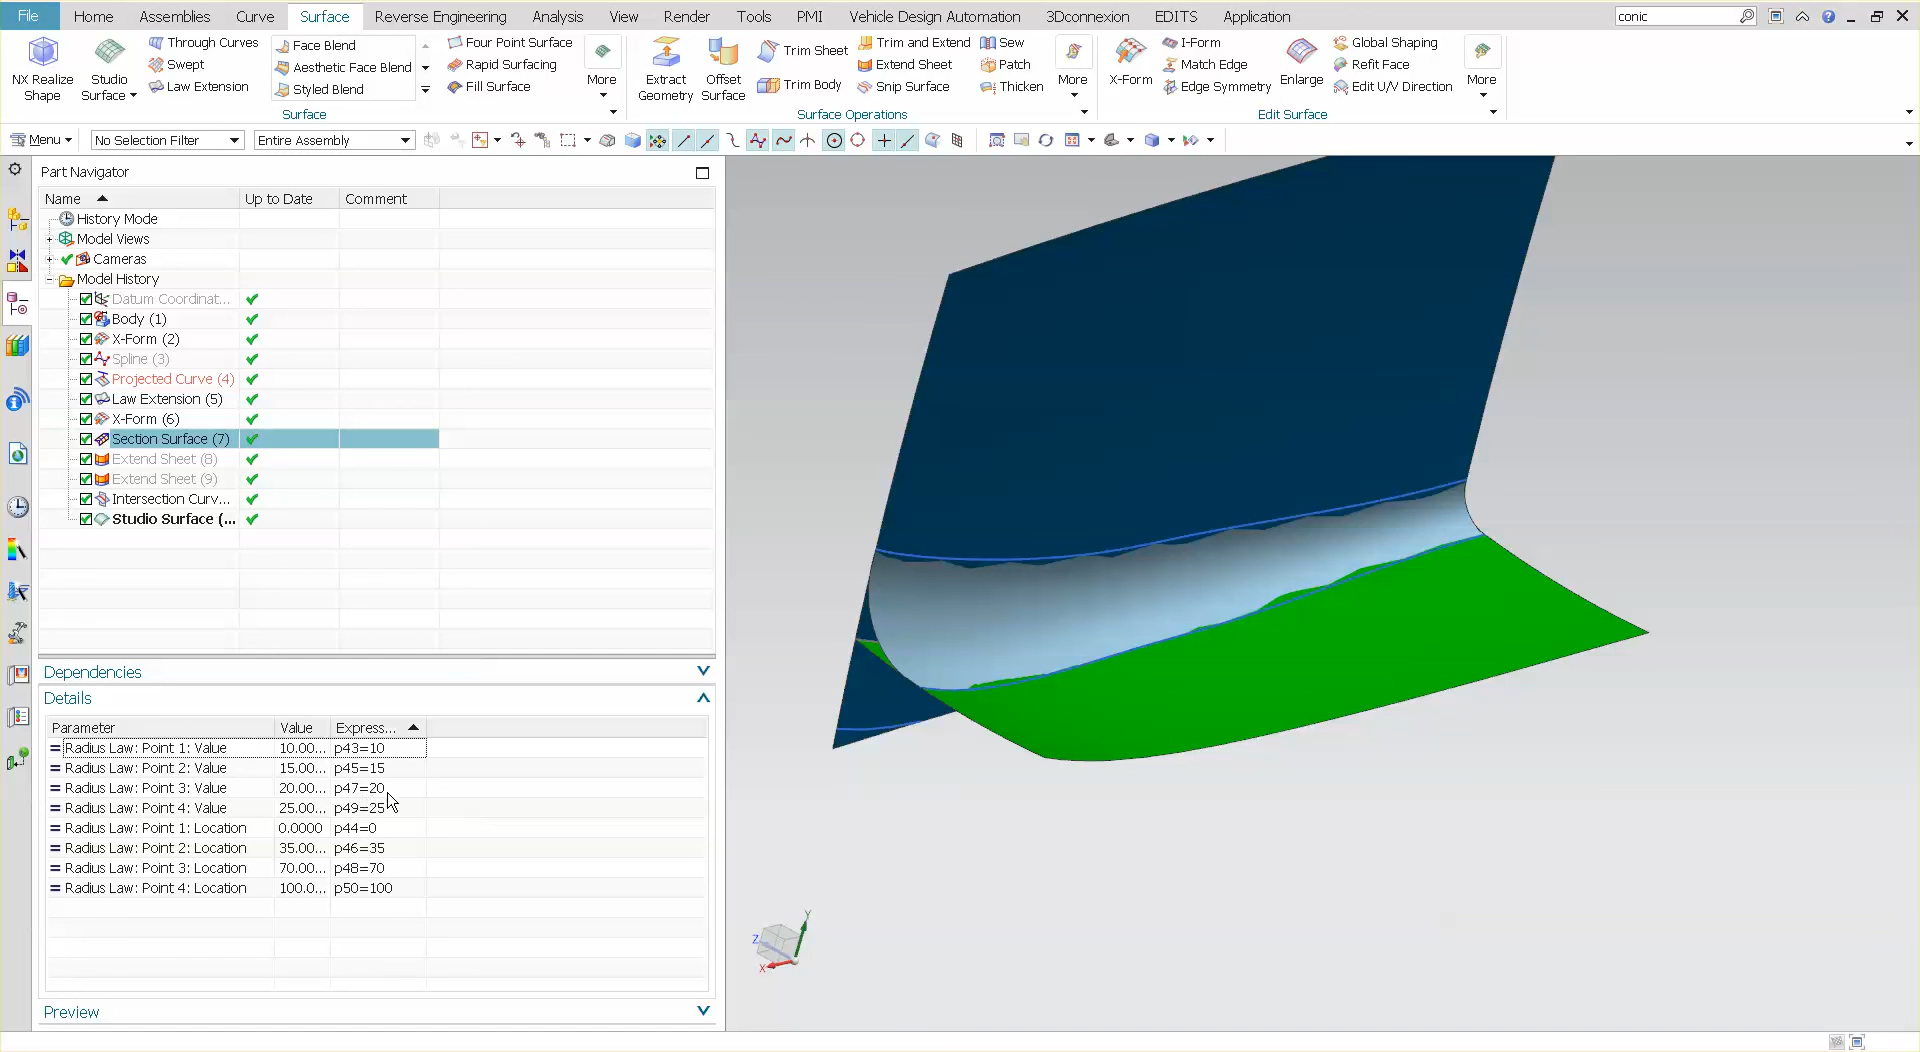 File Home Assemblies Curve Surface Reverse Engineering Analysis View Render Tools PMI Vehicle Design Automation 3Dconnexion EDITS Application conic
NX Realize Shape
Studio Surface
Through Curves
Swept
Law Extension
Face Blend
Aesthetic Face Blend
Styled Blend
Four Point Surface
Rapid Surfacing
Fill Surface
More
Surface
Extract Geometry
Offset Surface
Trim Sheet
Trim Body
Trim and Extend
Extend Sheet
Snip Surface
Sew
Patch
Thicken
More
Surface Operations
X-Form
I-Form
Match Edge
Edge Symmetry
Enlarge
Global Shaping
Refit Face
Edit U/V Direction
More
Edit Surface
Menu No Selection Filter Entire Assembly
Part Navigator
Name Up to Date Comment
History Mode
Model Views
Cameras
Model History
Datum Coordinat...
Body (1)
X-Form (2)
Spline (3)
Projected Curve (4)
Law Extension (5)
X-Form (6)
Section Surface (7)
Extend Sheet (8)
Extend Sheet (9)
Intersection Curv...
Studio Surface (...
Dependencies
Details
Parameter Value Express...
Radius Law: Point 1: Value 10.00... p43=10
Radius Law: Point 2: Value 15.00... p45=15
Radius Law: Point 3: Value 20.00... p47=20
Radius Law: Point 4: Value 25.00... p49=25
Radius Law: Point 1: Location 0.0000 p44=0
Radius Law: Point 2: Location 35.00... p46=35
Radius Law: Point 3: Location 70.00... p48=70
Radius Law: Point 4: Location 100.0... p50=100
Preview
Y
Z
X